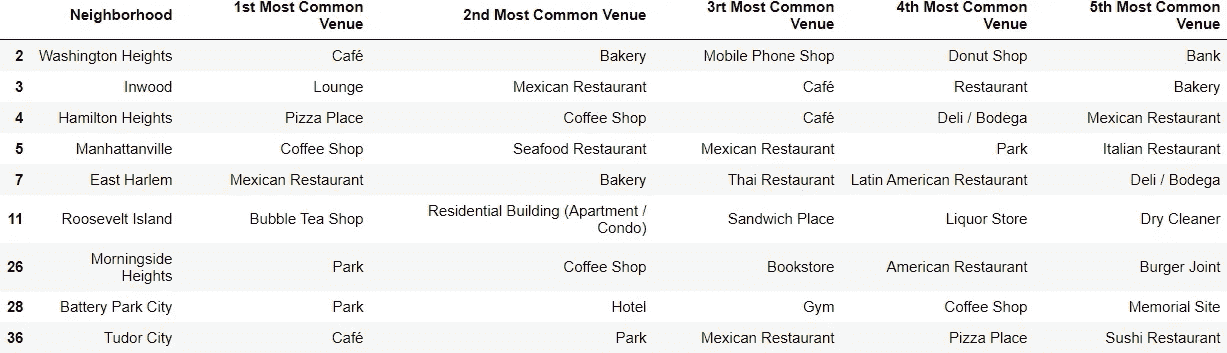 Neighborhood 1st Most Common Venue 2nd Most Common Venue 3rt Most Common Venue 4th Most Common Venue 5th Most Common Venue
2 Washington Heights Café Bakery Mobile Phone Shop Donut Shop Bank
3 Inwood Lounge Mexican Restaurant Café Restaurant Bakery
4 Hamilton Heights Pizza Place Coffee Shop Café Deli / Bodega Mexican Restaurant
5 Manhattanville Coffee Shop Seafood Restaurant Mexican Restaurant Park Italian Restaurant
7 East Harlem Mexican Restaurant Bakery Thai Restaurant Latin American Restaurant Deli / Bodega
11 Roosevelt Island Bubble Tea Shop Residential Building (Apartment / Condo) Sandwich Place Liquor Store Dry Cleaner
26 Morningside Heights Park Coffee Shop Bookstore American Restaurant Burger Joint
28 Battery Park City Park Hotel Gym Coffee Shop Memorial Site
36 Tudor City Café Park Mexican Restaurant Pizza Place Sushi Restaurant